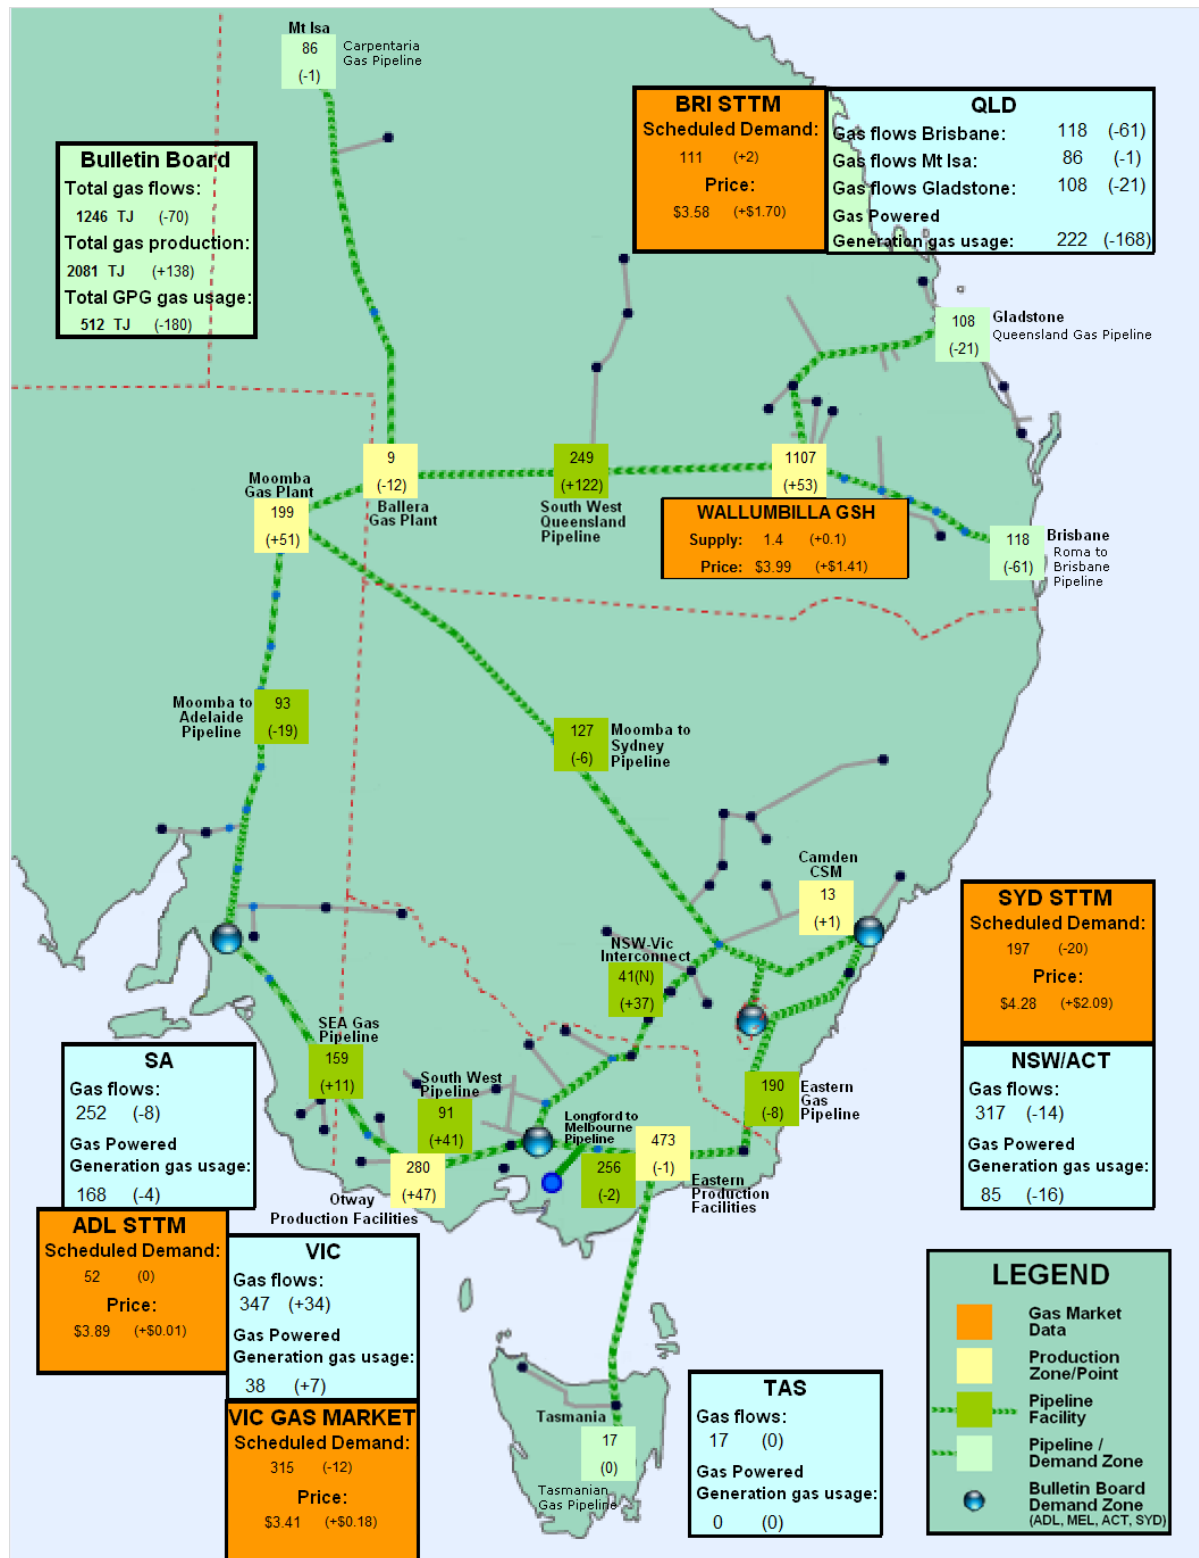 Mt Isa
86
(-1)
Carpentaria
Gas Pipeline
Bulletin Board
Total gas flows:
1246 TJ (-70)
Total gas production:
2081 TJ (+138)
Total GPG gas usage:
512 TJ (-180)
BRI STTM
Scheduled Demand:
111 (+2)
Price:
$3.58 (+$1.70)
QLD
Gas flows Brisbane: 118 (-61)
Gas flows Mt Isa: 86 (-1)
Gas flows Gladstone: 108 (-21)
Gas Powered
Generation gas usage: 222 (-168)
108
(-21)
Gladstone
Queensland Gas Pipeline
Moomba
Gas Plant
199
(+51)
9
(-12)
Ballera
Gas Plant
249
(+122)
South West
Queensland
Pipeline
1107
(+53)
WALLUMBILLA GSH
Supply: 1.4 (+0.1)
Price: $3.99 (+$1.41)
118
(-61)
Brisbane
Roma to
Brisbane
Pipeline
Moomba to
Adelaide
Pipeline
93
(-19)
127
(-6)
Moomba to
Sydney
Pipeline
Camden
CSM
13
(+1)
NSW-Vic
Interconnect
41(N)
(+37)
SYD STTM
Scheduled Demand:
197 (-20)
Price:
$4.28 (+$2.09)
NSW/ACT
Gas flows:
317 (-14)
Gas Powered
Generation gas usage:
85 (-16)
SEA Gas
Pipeline
159
(+11)
South West
Pipeline
91
(+41)
Longford to
Melbourne
Pipeline
256
(-2)
473
(-1)
Eastern
Production
Facilities
190
(-8)
Eastern
Gas
Pipeline
280
(+47)
Otway
Production Facilities
SA
Gas flows:
252 (-8)
Gas Powered
Generation gas usage:
168 (-4)
ADL STTM
Scheduled Demand:
52 (0)
Price:
$3.89 (+$0.01)
VIC
Gas flows:
347 (+34)
Gas Powered
Generation gas usage:
38 (+7)
VIC GAS MARKET
Scheduled Demand:
315 (-12)
Price:
$3.41 (+$0.18)
Tasmania
17
(0)
Tasmanian
Gas Pipeline
TAS
Gas flows:
17 (0)
Gas Powered
Generation gas usage:
0 (0)
LEGEND
Gas Market
Data
Production
Zone/Point
Pipeline
Facility
Pipeline /
Demand Zone
Bulletin Board
Demand Zone
(ADL, MEL, ACT, SYD)